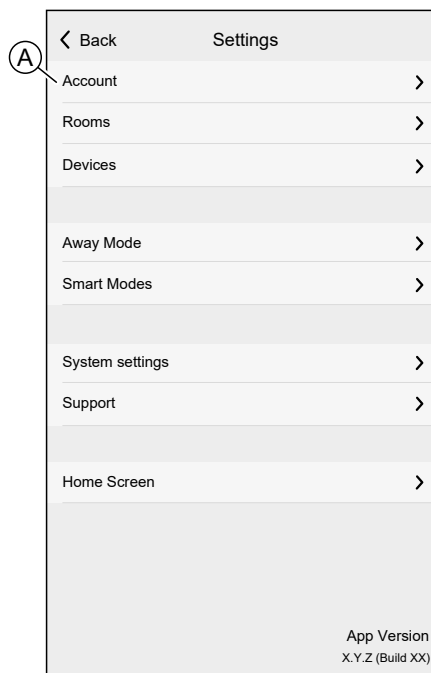 Back Settings
A
Account
Rooms
Devices
Away Mode
Smart Modes
System settings
Support
Home Screen
App Version
X.Y.Z (Build XX)